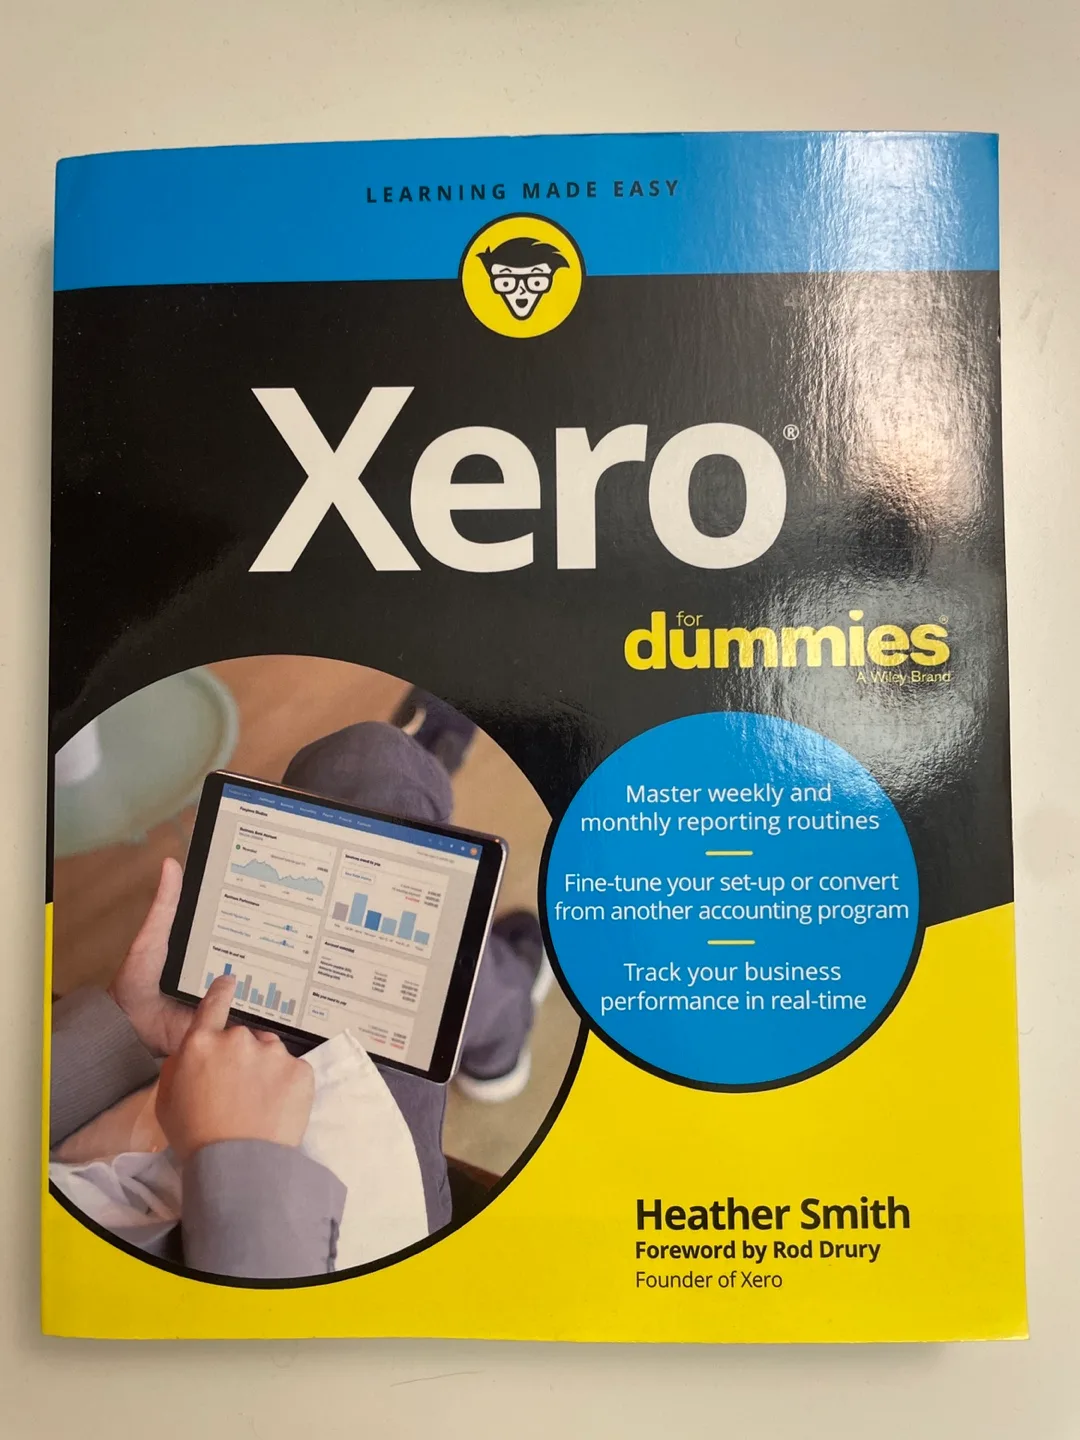 LEARNING MADE EASY
Xero®
for
dummies®
A Wiley Brand
Master weekly and
monthly reporting routines
Fine-tune your set-up or convert
from another accounting program
Track your business
performance in real-time
Heather Smith
Foreword by Rod Drury
Founder of Xero